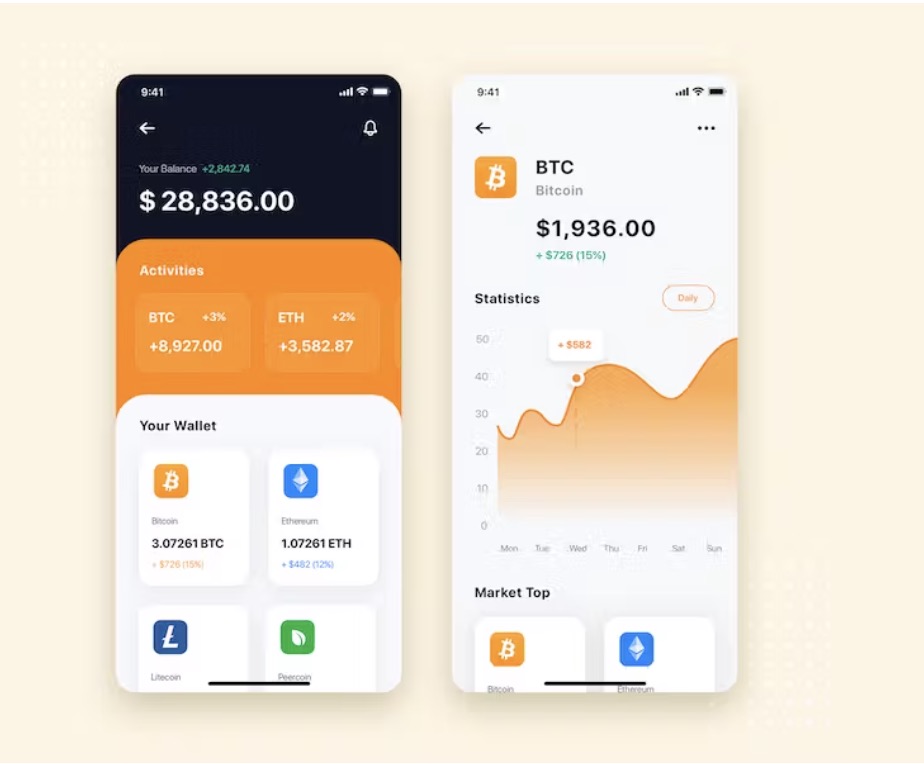 9:41
Your Balance +2,842.74
$ 28,836.00
Activities
BTC +3%
+8,927.00
ETH +2%
+3,582.87
Your Wallet
Bitcoin
3.07261 BTC
+ $726 (15%)
Ethereum
1.07261 ETH
+ $482 (12%)
Litecoin
Peercoin
9:41
BTC
Bitcoin
$1,936.00
+ $726 (15%)
Statistics
Daily
+ $582
50
40
30
20
10
0
Mon Tue Wed Thu Fri Sat Sun
Market Top
Bitcoin
Ethereum